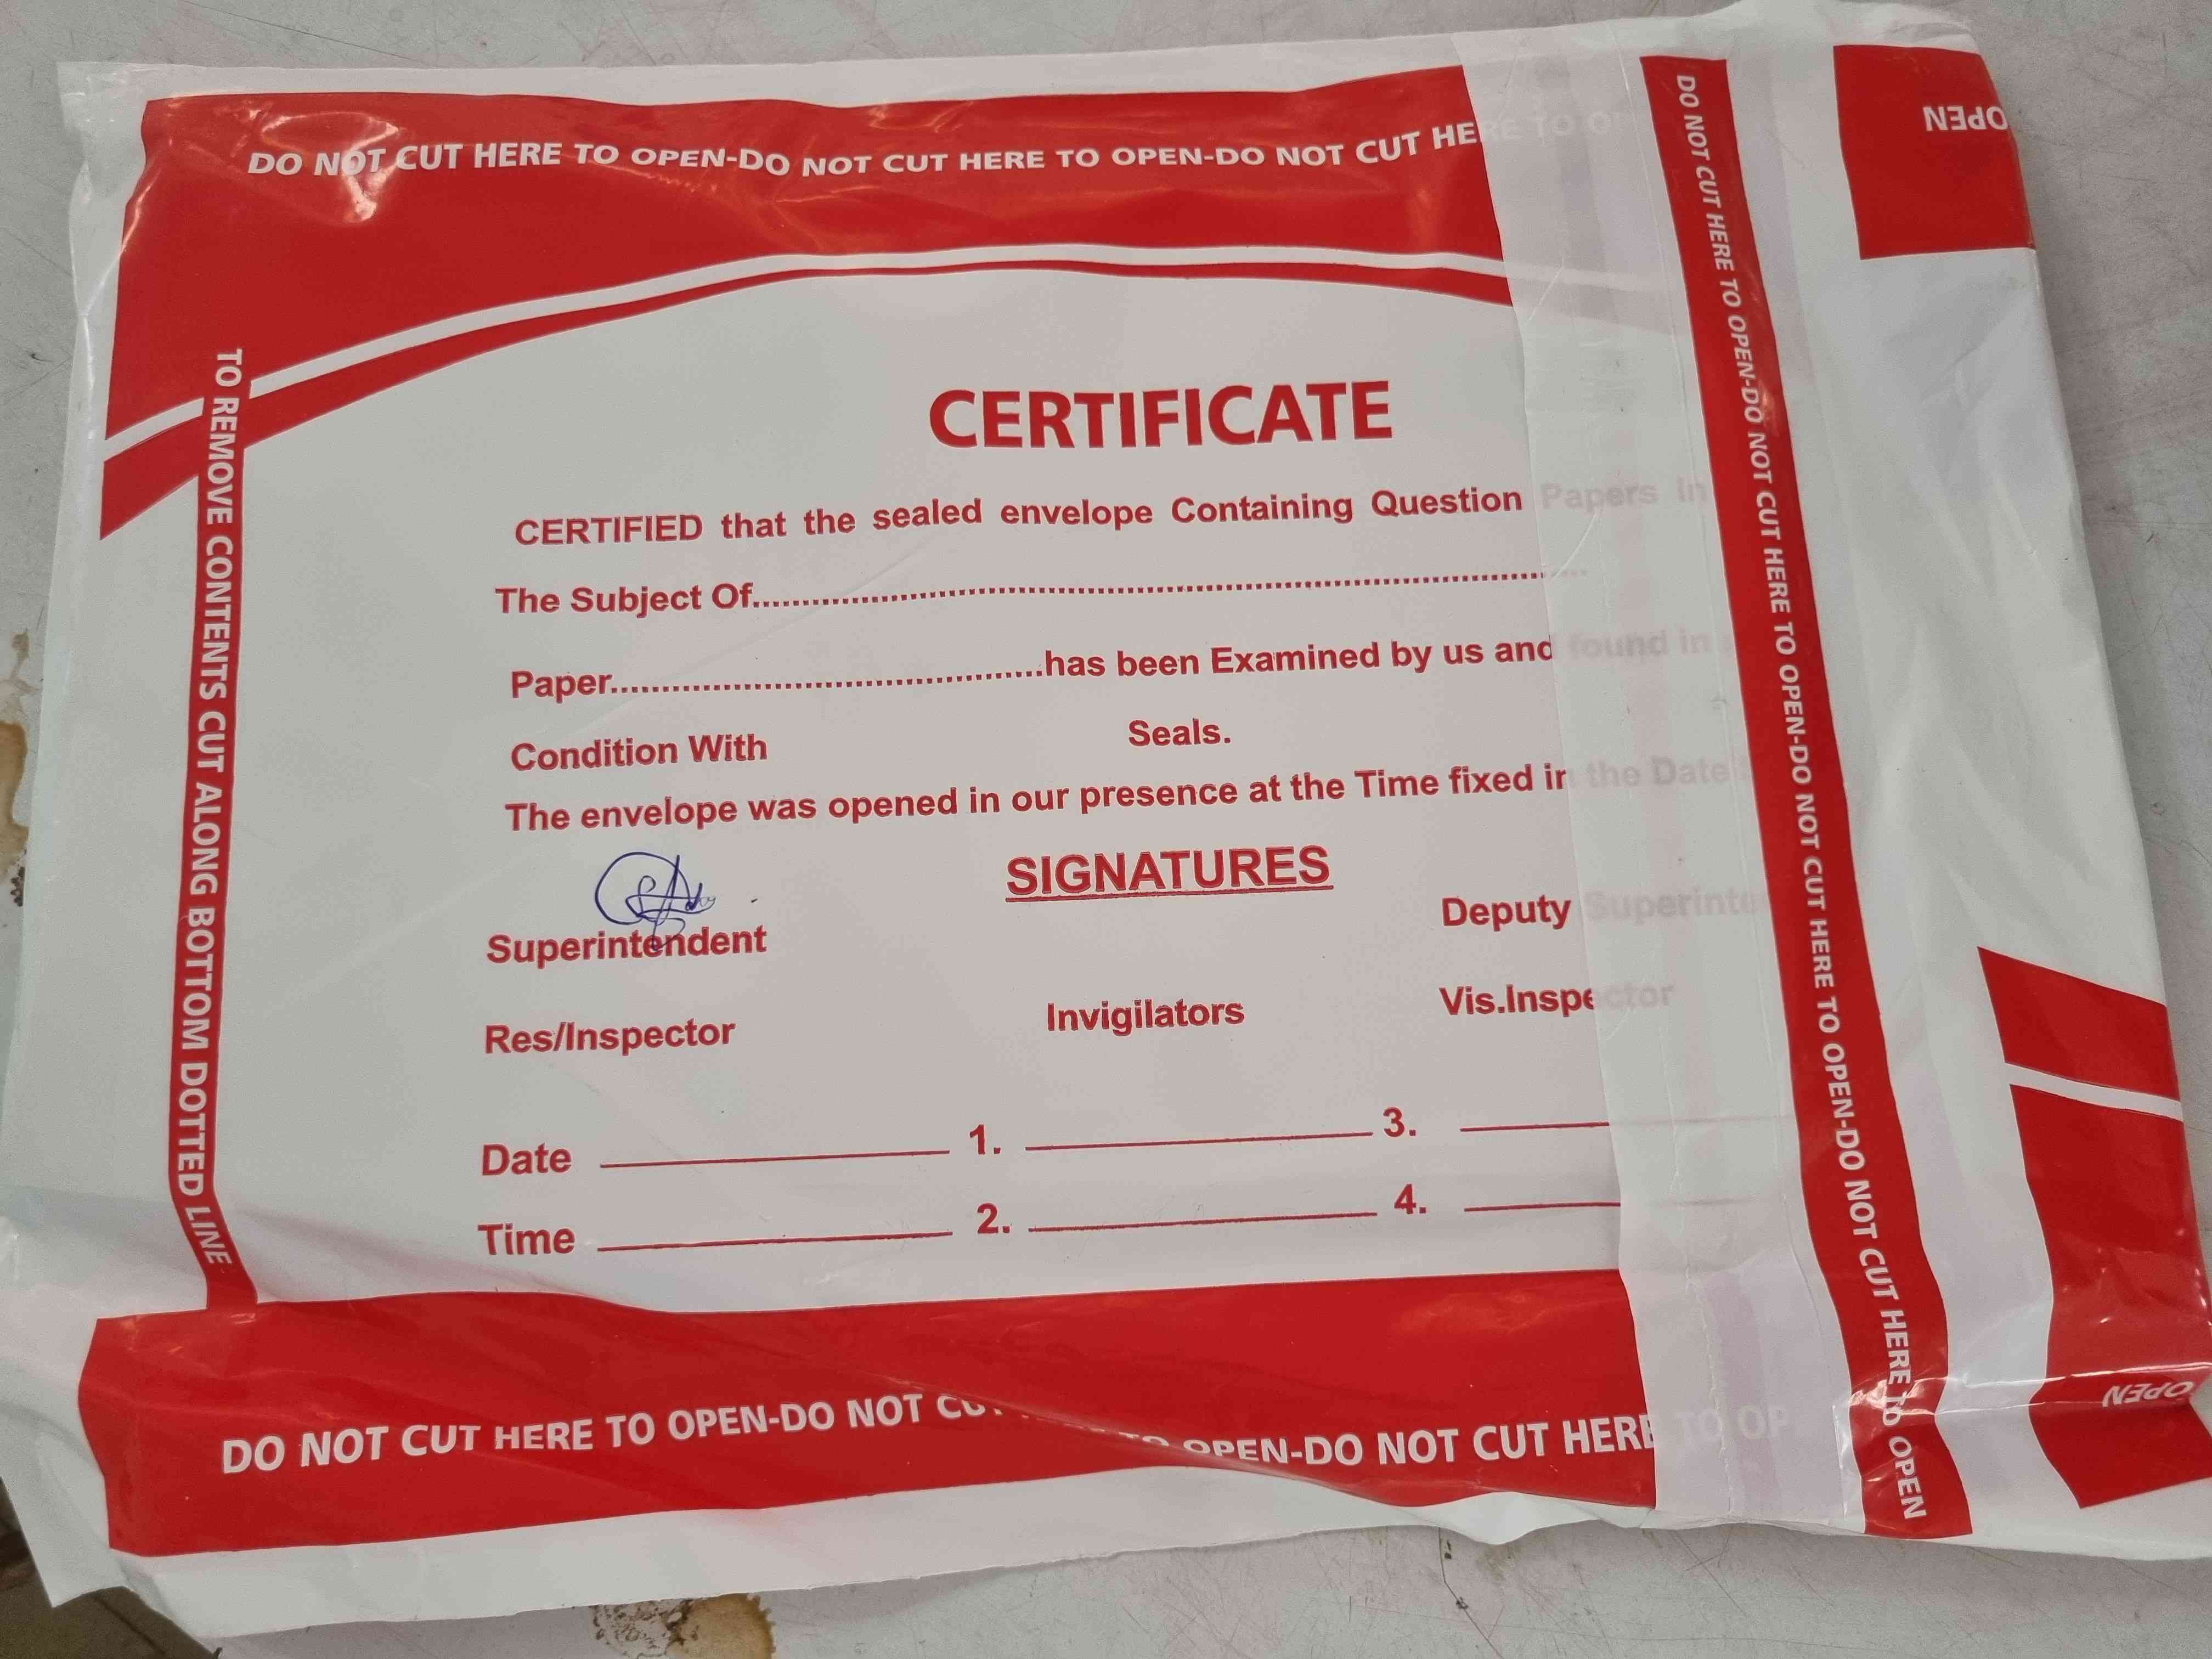 DO NOT CUT HERE TO OPEN-DO NOT CUT HERE TO OPEN-DO NOT CUT HERE TO O
TO REMOVE CONTENTS CUT ALONG BOTTOM DOTTED LINE
CERTIFICATE
CERTIFIED that the sealed envelope Containing Question Papers In
The Subject Of
Paper has been Examined by us and found in
Condition With Seals.
The envelope was opened in our presence at the Time fixed in the Date
SIGNATURES
Superintendent Deputy Superinte
Res/Inspector Invigilators Vis.Inspector
Date 1. 3.
Time 2. 4.
DO NOT CUT HERE TO OPEN-DO NOT CU TO OPEN-DO NOT CUT HERE TO OP
DO NOT CUT HERE TO OPEN-DO NOT CUT HERE TO OPEN-DO NOT CUT HERE TO OPEN-DO NOT CUT HERE TO OPEN
OPEN
OPEN